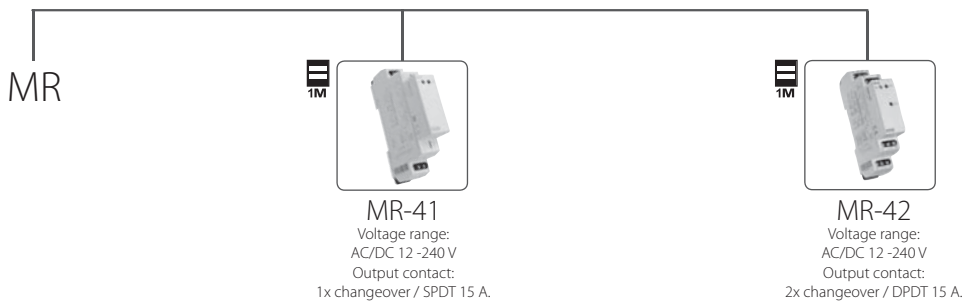 MR
1M
MR-41
Voltage range:
AC/DC 12 -240 V
Output contact:
1x changeover / SPDT 15 A.
1M
MR-42
Voltage range:
AC/DC 12 -240 V
Output contact:
2x changeover / DPDT 15 A.